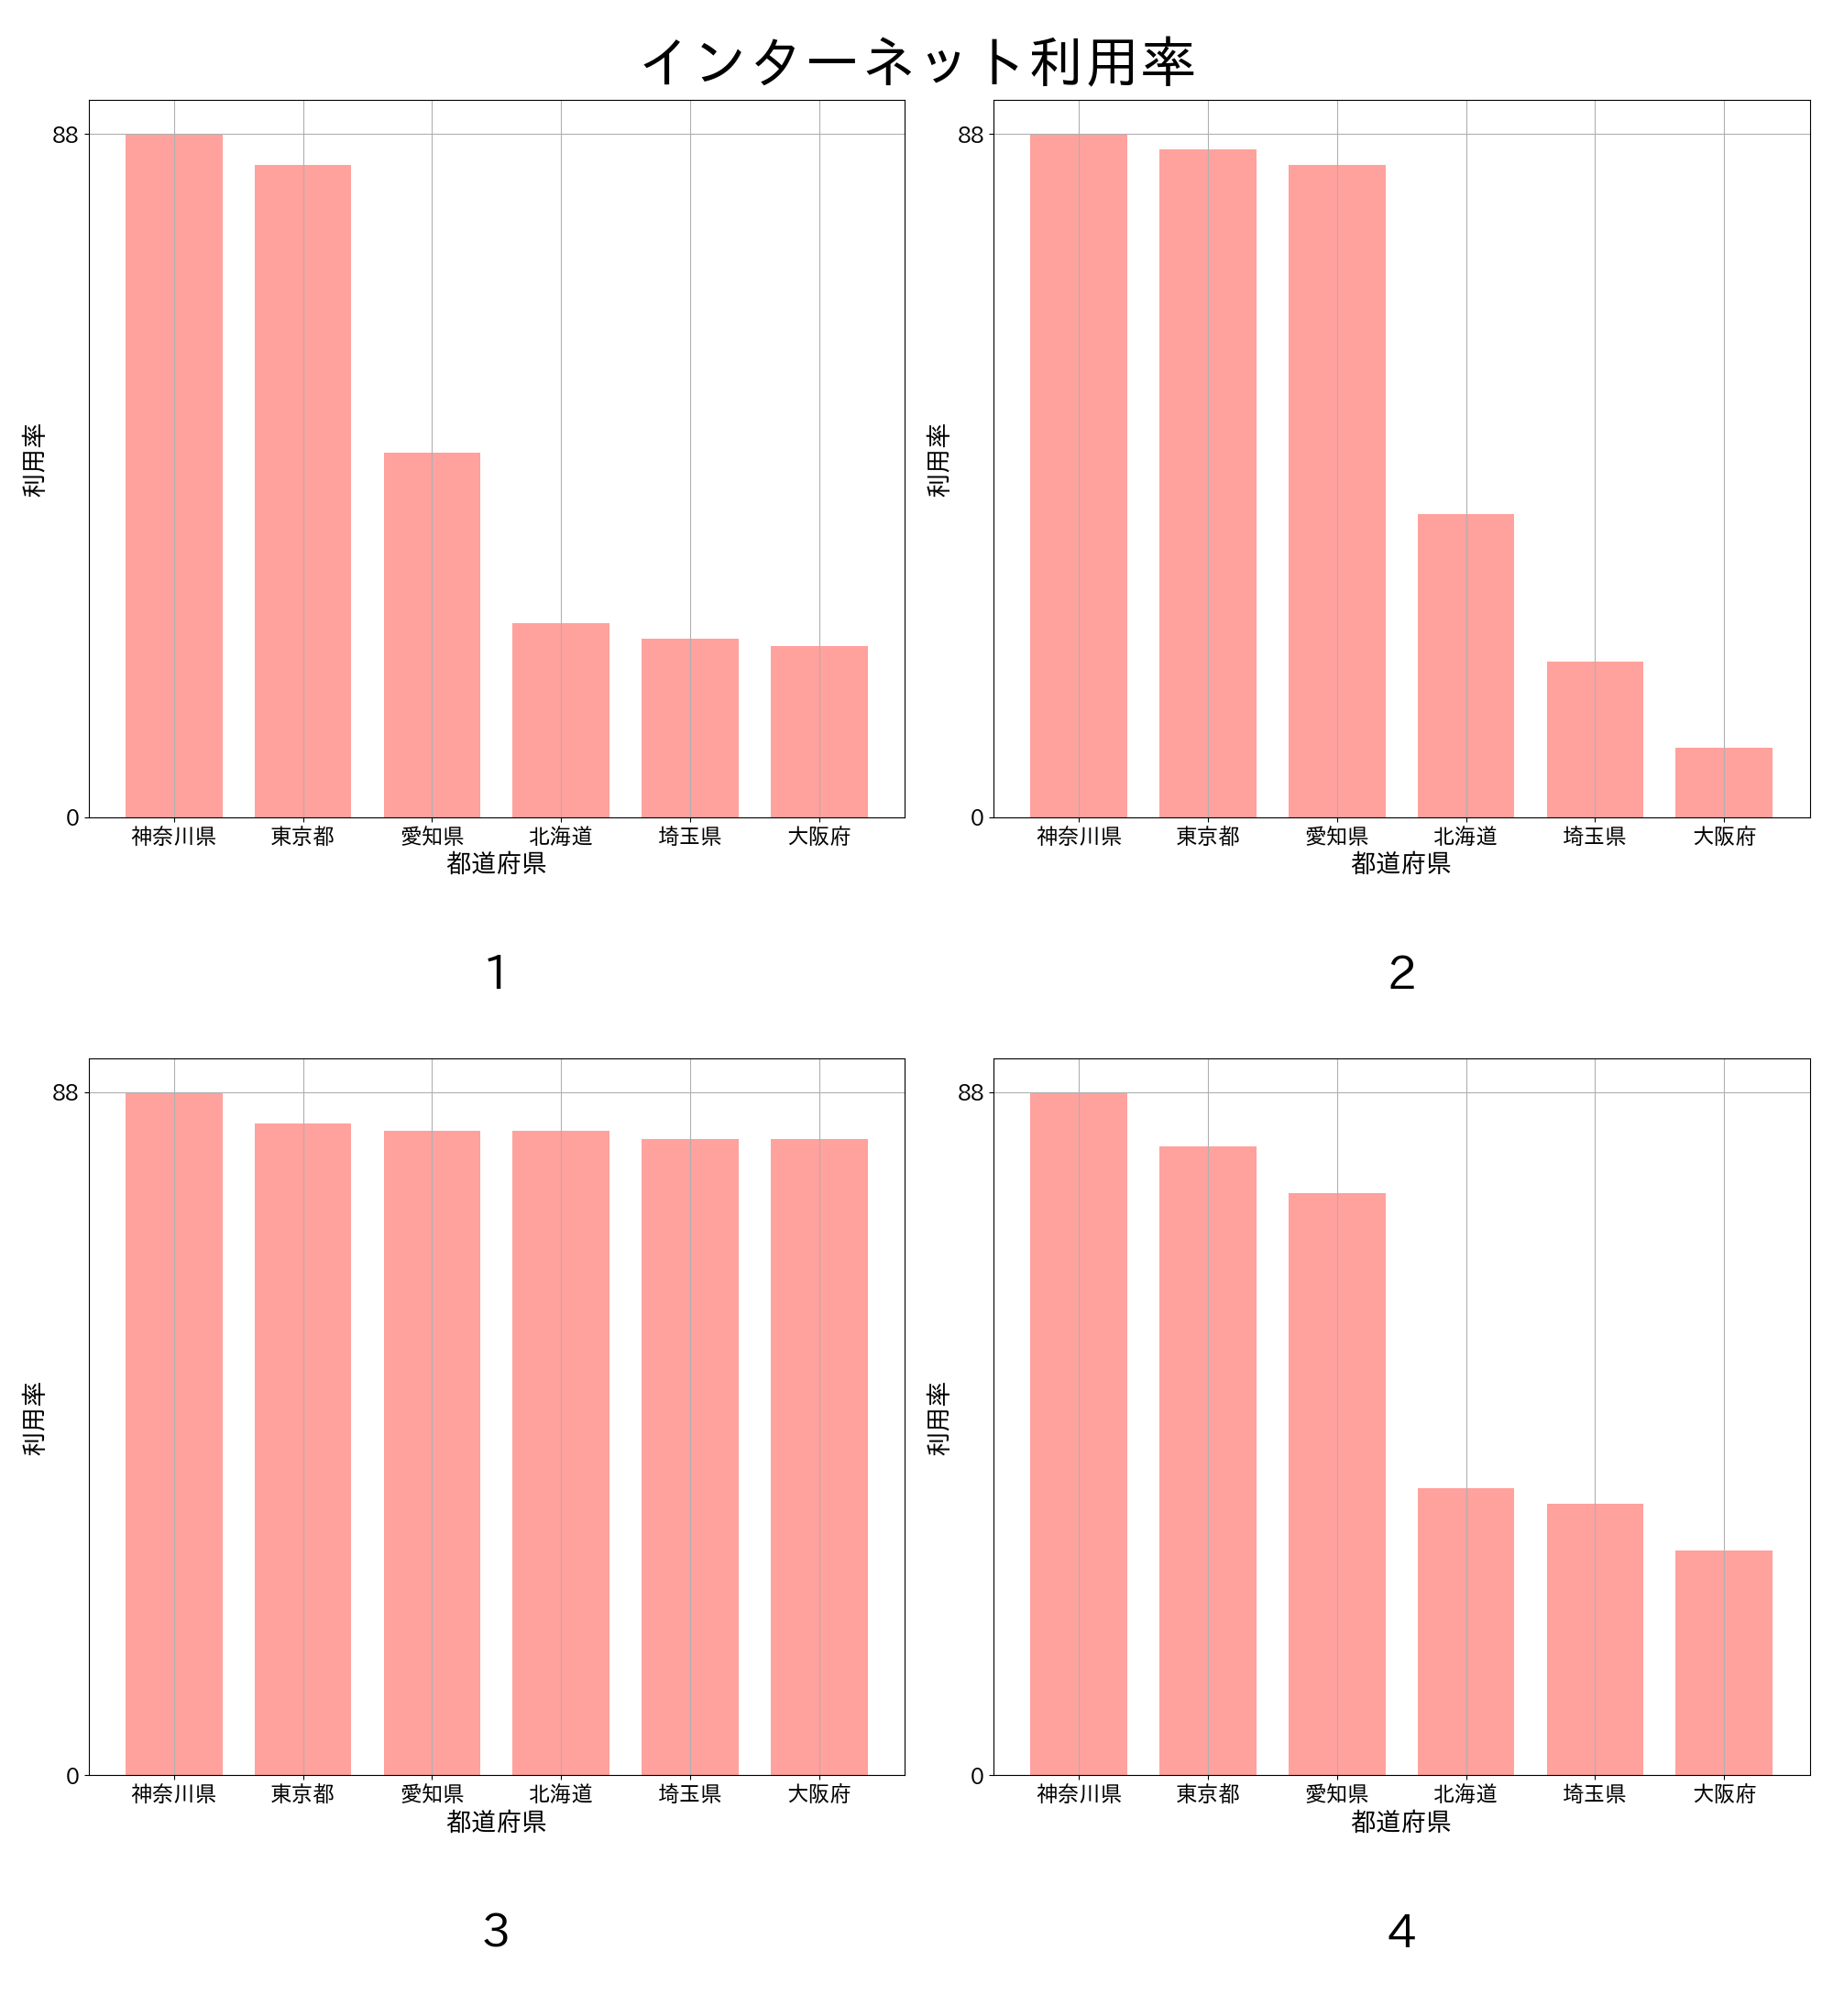 インターネット利用率
88
0
利用率
神奈川県 東京都 愛知県 北海道 埼玉県 大阪府
都道府県
1
88
0
利用率
神奈川県 東京都 愛知県 北海道 埼玉県 大阪府
都道府県
2
88
0
利用率
神奈川県 東京都 愛知県 北海道 埼玉県 大阪府
都道府県
3
88
0
利用率
神奈川県 東京都 愛知県 北海道 埼玉県 大阪府
都道府県
4